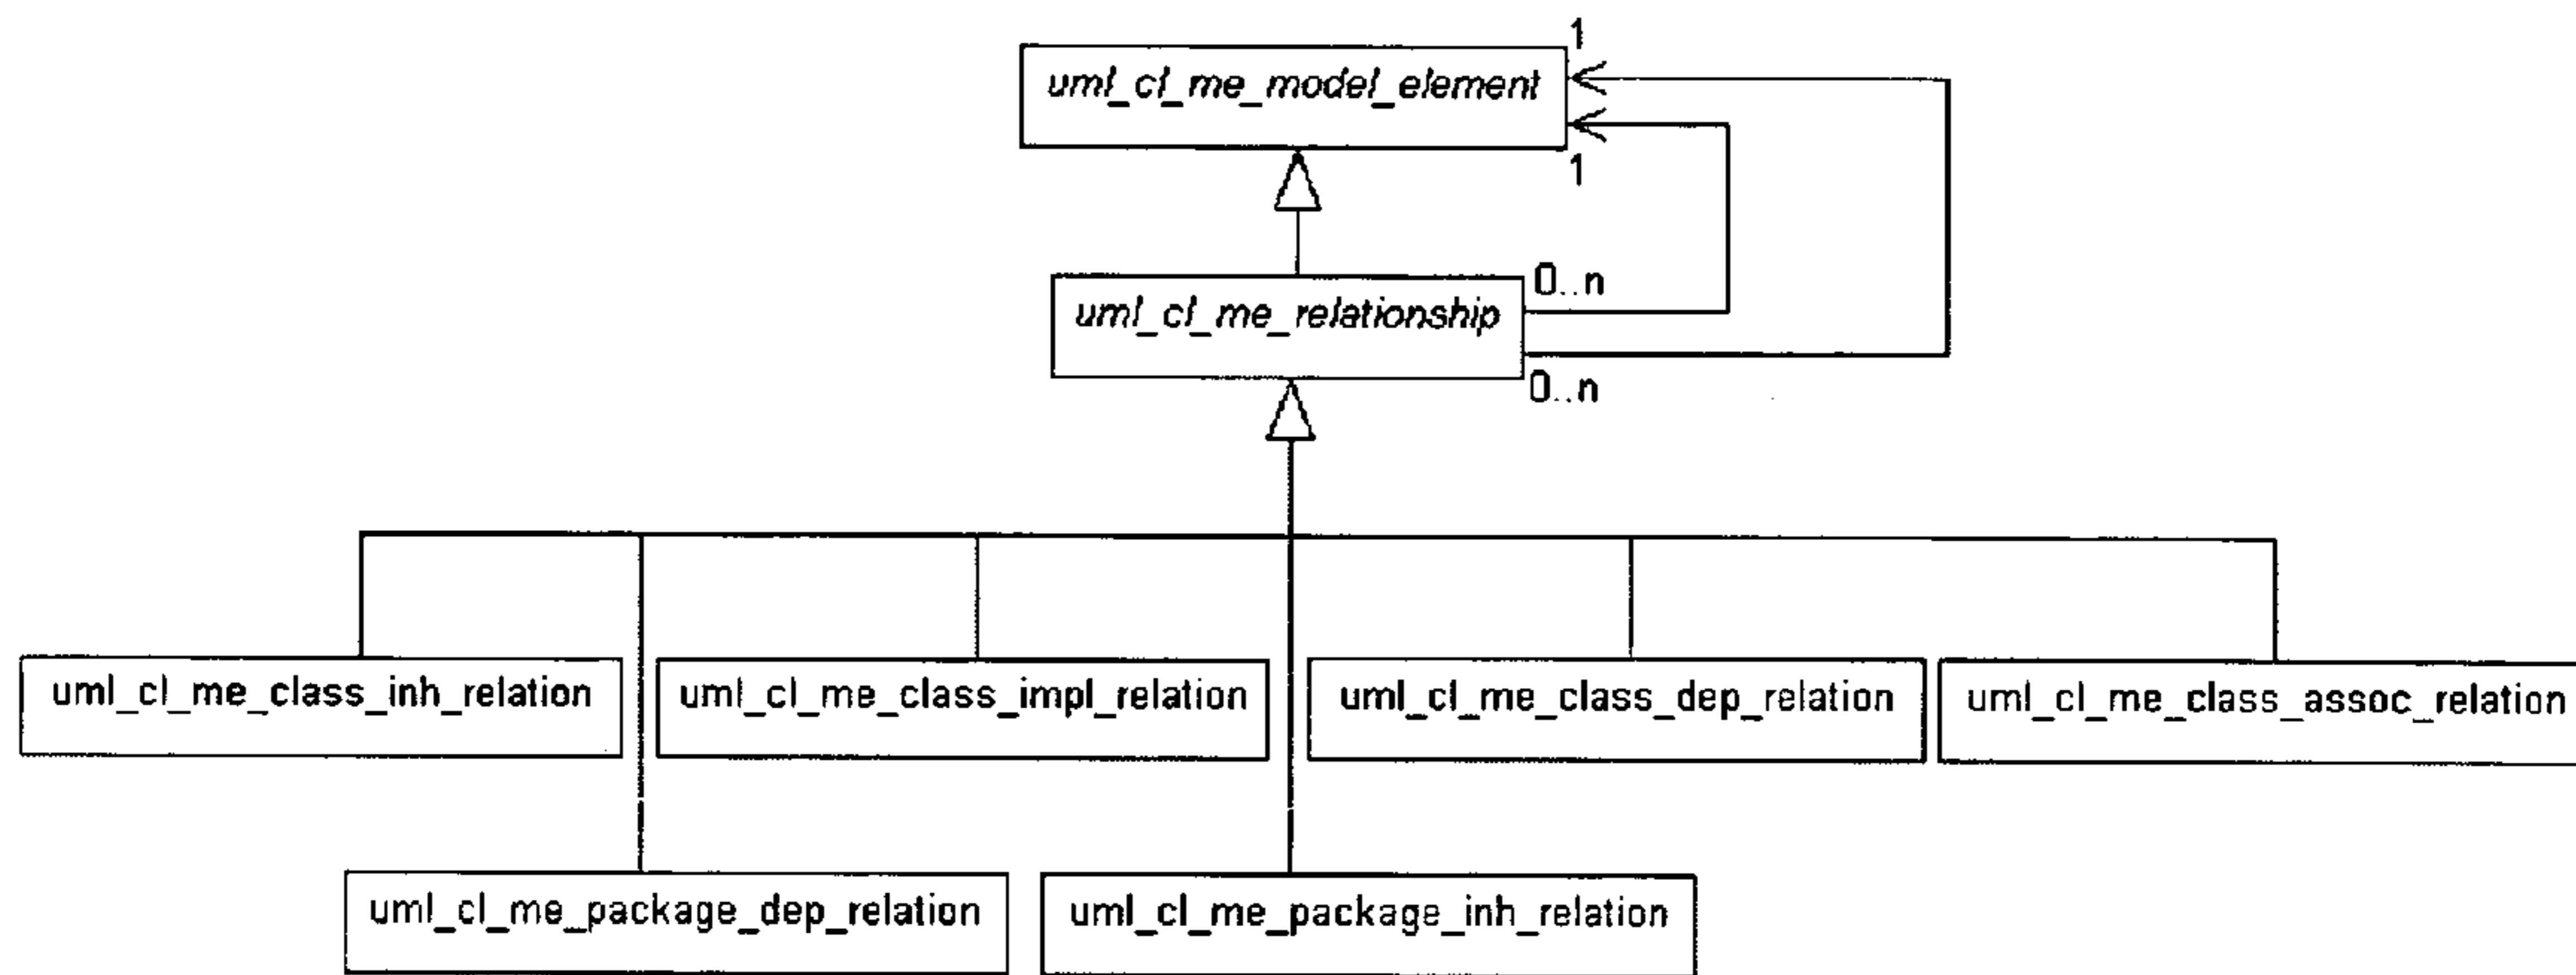 1
uml_cl_me_model_element
1
0..n
uml_cl_me_relationship
0..n
uml_cl_me_class_inh_relation
uml_cl_me_class_impl_relation
uml_cl_me_class_dep_relation
uml_cl_me_class_assoc_relation
uml_cl_me_package_dep_relation
uml_cl_me_package_inh_relation